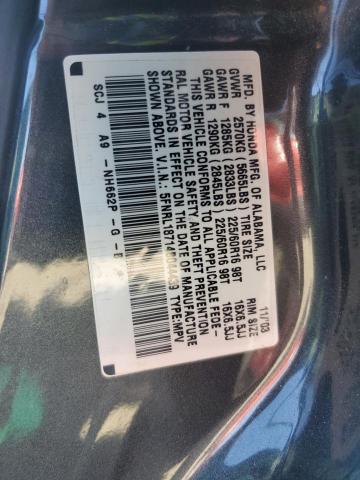 MFD. BY HONDA MFG. OF ALABAMA, LLC 11/'03
GVWR 2570KG (5665LBS) TIRE SIZE RIM SIZE
GAWR F 1285KG (2833LBS) 225/60R16 98T 16X6.5JJ
GAWR R 1290KG (2845LBS) 225/60R16 98T 16X6.5JJ
THIS VEHICLE CONFORMS TO ALL APPLICABLE FEDE-
RAL MOTOR VEHICLE SAFETY AND THEFT PREVENTION
STANDARDS IN EFFECT ON THE DATE OF MANUFACTURE
SHOWN ABOVE. V.I.N.: TYPE:MPV
SCJ 4 A9 -NH662P -G